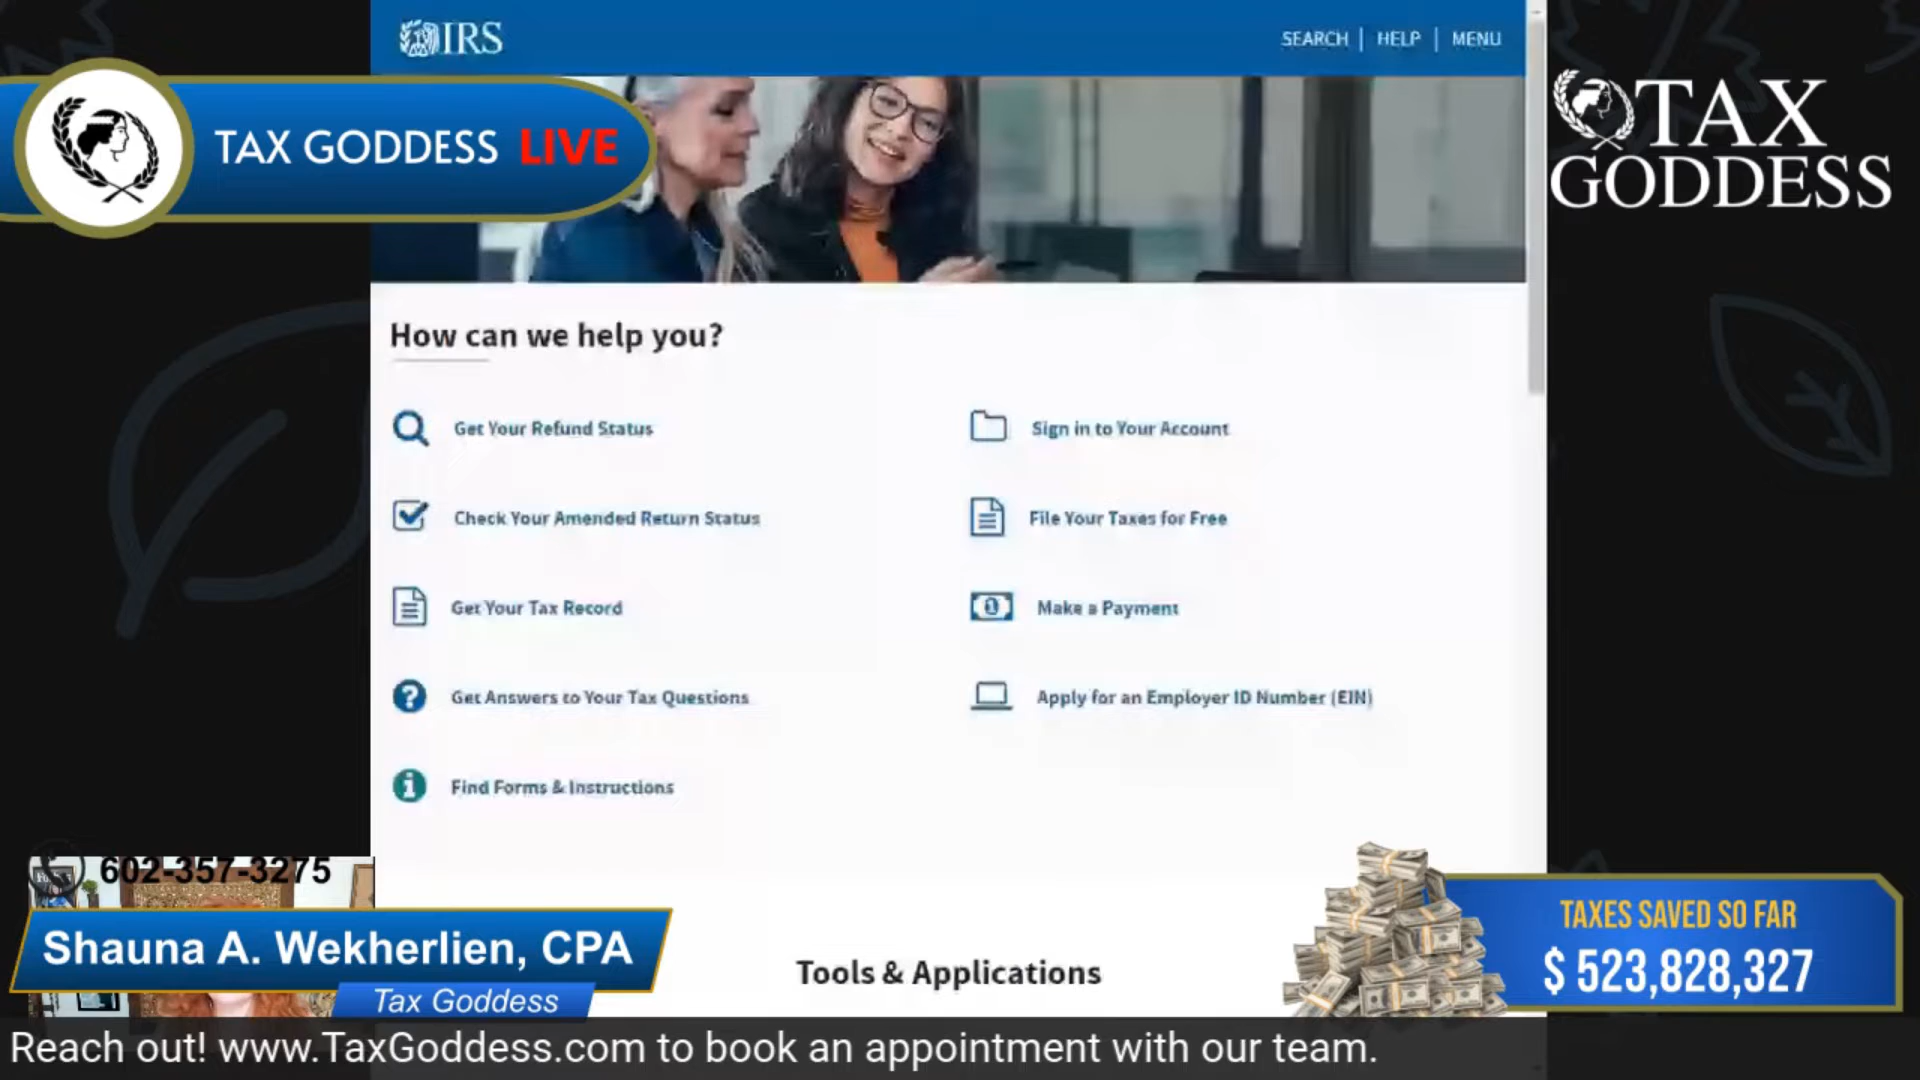 IRS
SEARCH | HELP | MENU
TAX GODDESS LIVE
TAX
GODDESS
How can we help you?
Get Your Refund Status
Sign in to Your Account
Check Your Amended Return Status
File Your Taxes for Free
Get Your Tax Record
Make a Payment
Get Answers to Your Tax Questions
Apply for an Employer ID Number (EIN)
Find Forms & Instructions
602-357-3275
Shauna A. Wekherlien, CPA
Tax Goddess
Tools & Applications
TAXES SAVED SO FAR
$ 523,828,327
Reach out! www.TaxGoddess.com to book an appointment with our team.